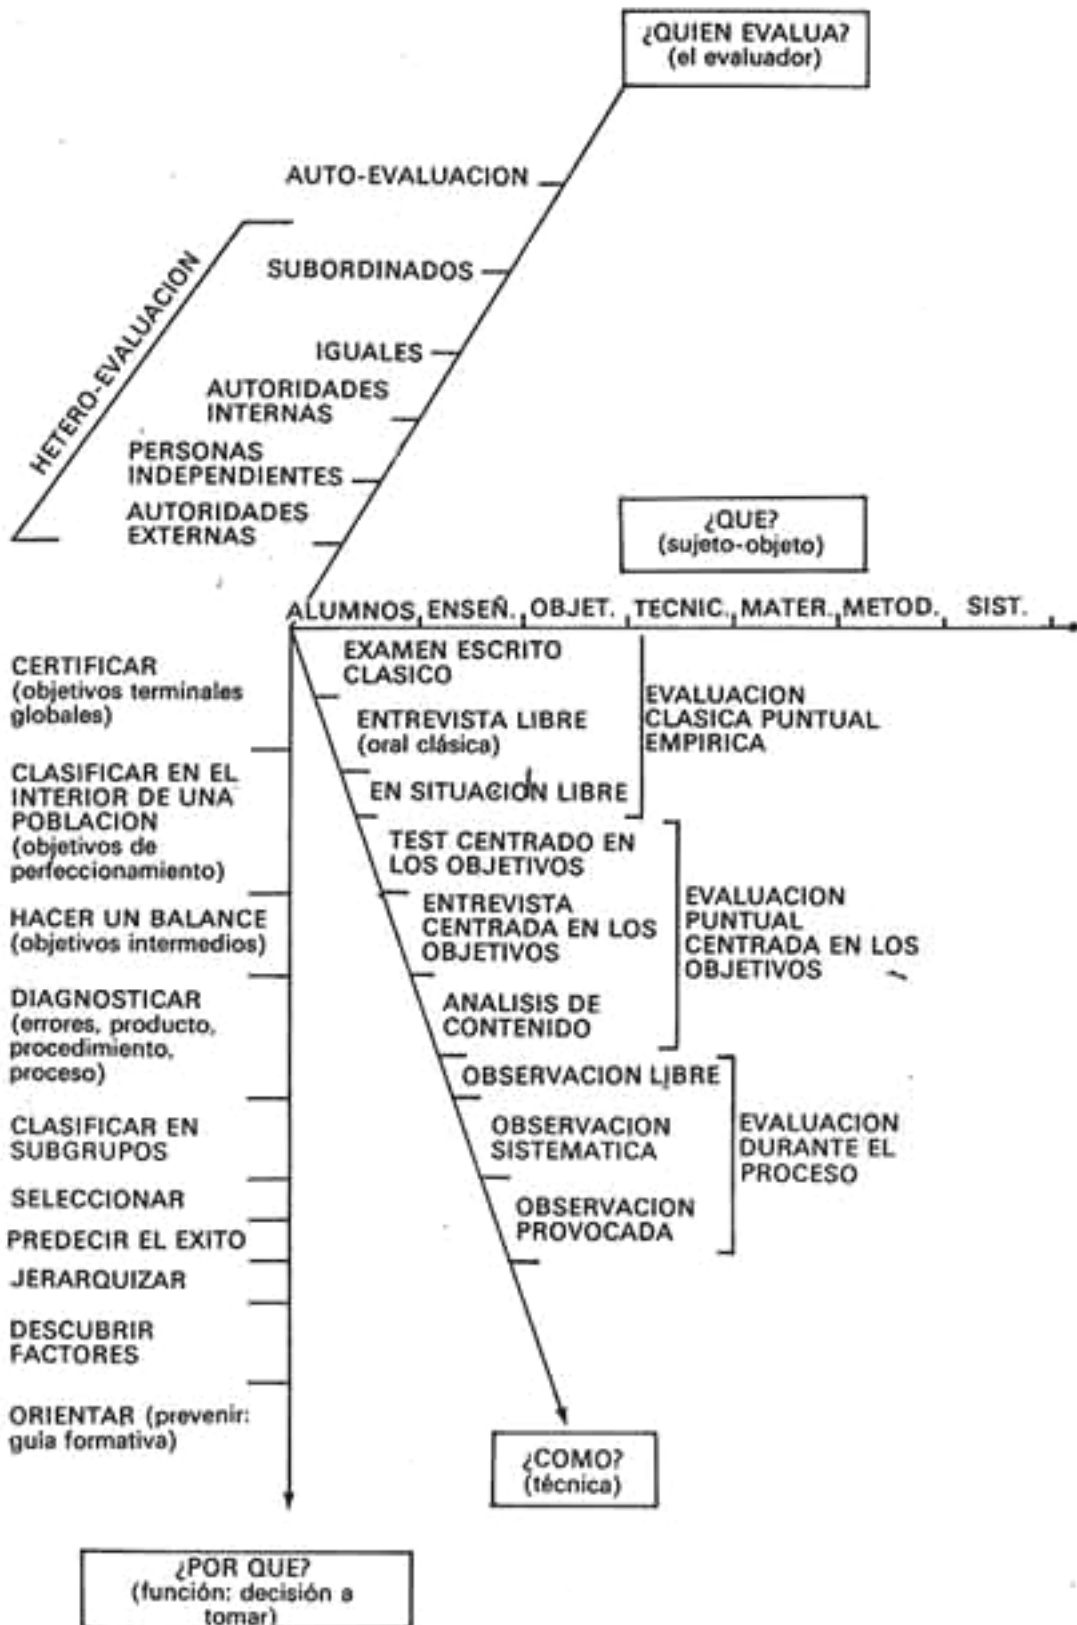 ¿QUIEN EVALUA?
(el evaluador)
AUTO-EVALUACION
HETERO-EVALUACION
SUBORDINADOS
IGUALES
AUTORIDADES
INTERNAS
PERSONAS
INDEPENDIENTES
AUTORIDADES
EXTERNAS
¿QUE?
(sujeto-objeto)
ALUMNOS ENSEÑ. OBJET. TECNIC. MATER. METOD. SIST.
CERTIFICAR
(objetivos terminales
globales)
CLASIFICAR EN EL
INTERIOR DE UNA
POBLACION
(objetivos de
perfeccionamiento)
HACER UN BALANCE
(objetivos intermedios)
DIAGNOSTICAR
(errores, producto,
procedimiento,
proceso)
CLASIFICAR EN
SUBGRUPOS
SELECCIONAR
PREDECIR EL EXITO
JERARQUIZAR
DESCUBRIR
FACTORES
ORIENTAR (prevenir:
guía formativa)
EXAMEN ESCRITO
CLASICO
ENTREVISTA LIBRE
(oral clásica)
EN SITUACION LIBRE
TEST CENTRADO EN
LOS OBJETIVOS
ENTREVISTA
CENTRADA EN LOS
OBJETIVOS
ANALISIS DE
CONTENIDO
OBSERVACION LIBRE
OBSERVACION
SISTEMATICA
OBSERVACION
PROVOCADA
EVALUACION
CLASICA PUNTUAL
EMPIRICA
EVALUACION
PUNTUAL
CENTRADA EN LOS
OBJETIVOS
EVALUACION
DURANTE EL
PROCESO
¿COMO?
(técnica)
¿POR QUE?
(función: decisión a
tomar)